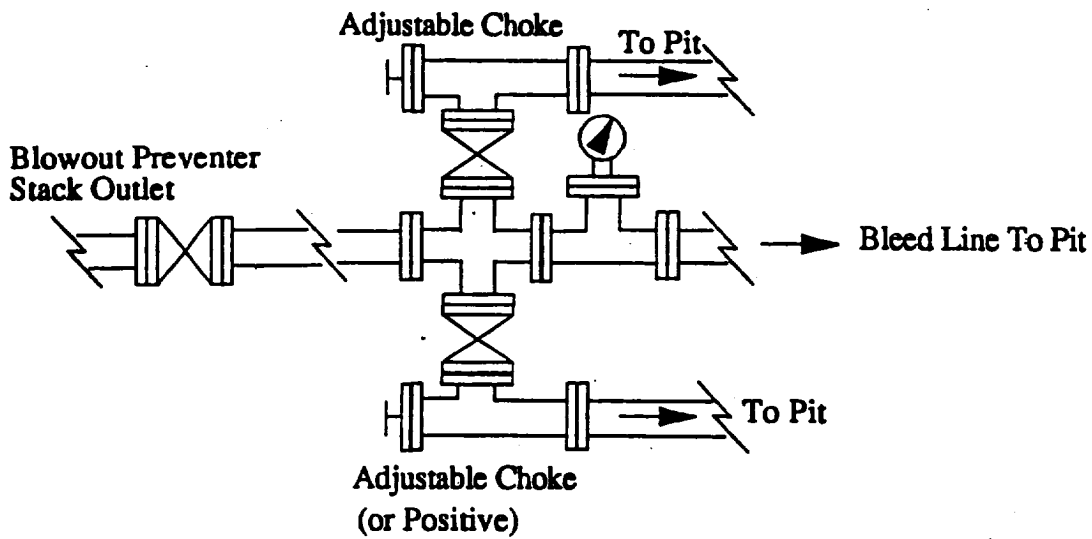 Adjustable Choke
To Pit
Blowout Preventer
Stack Outlet
Bleed Line To Pit
To Pit
Adjustable Choke
(or Positive)